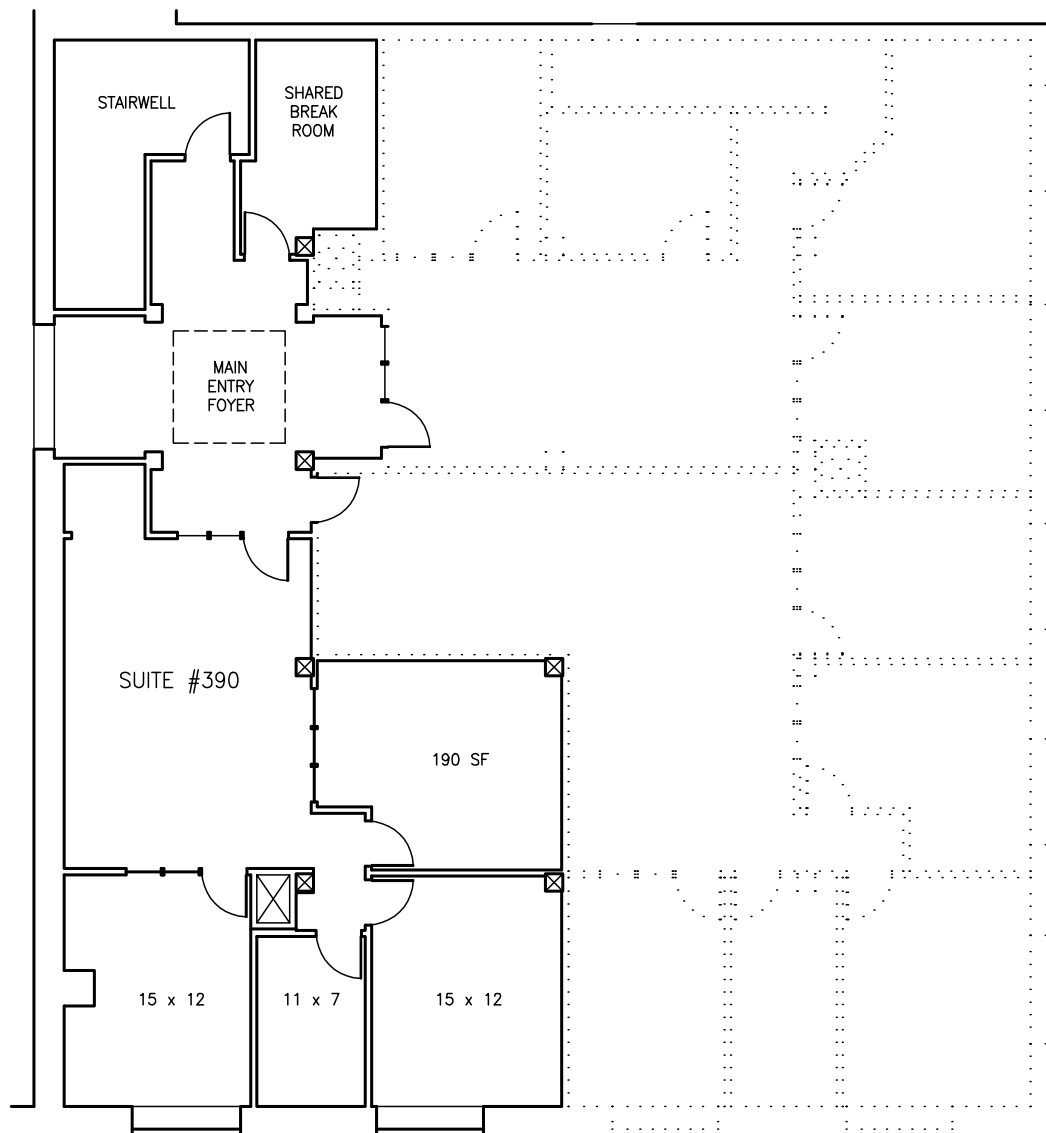 STAIRWELL
SHARED
BREAK
ROOM
MAIN
ENTRY
FOYER
SUITE #390
190 SF
15 x 12
11 x 7
15 x 12